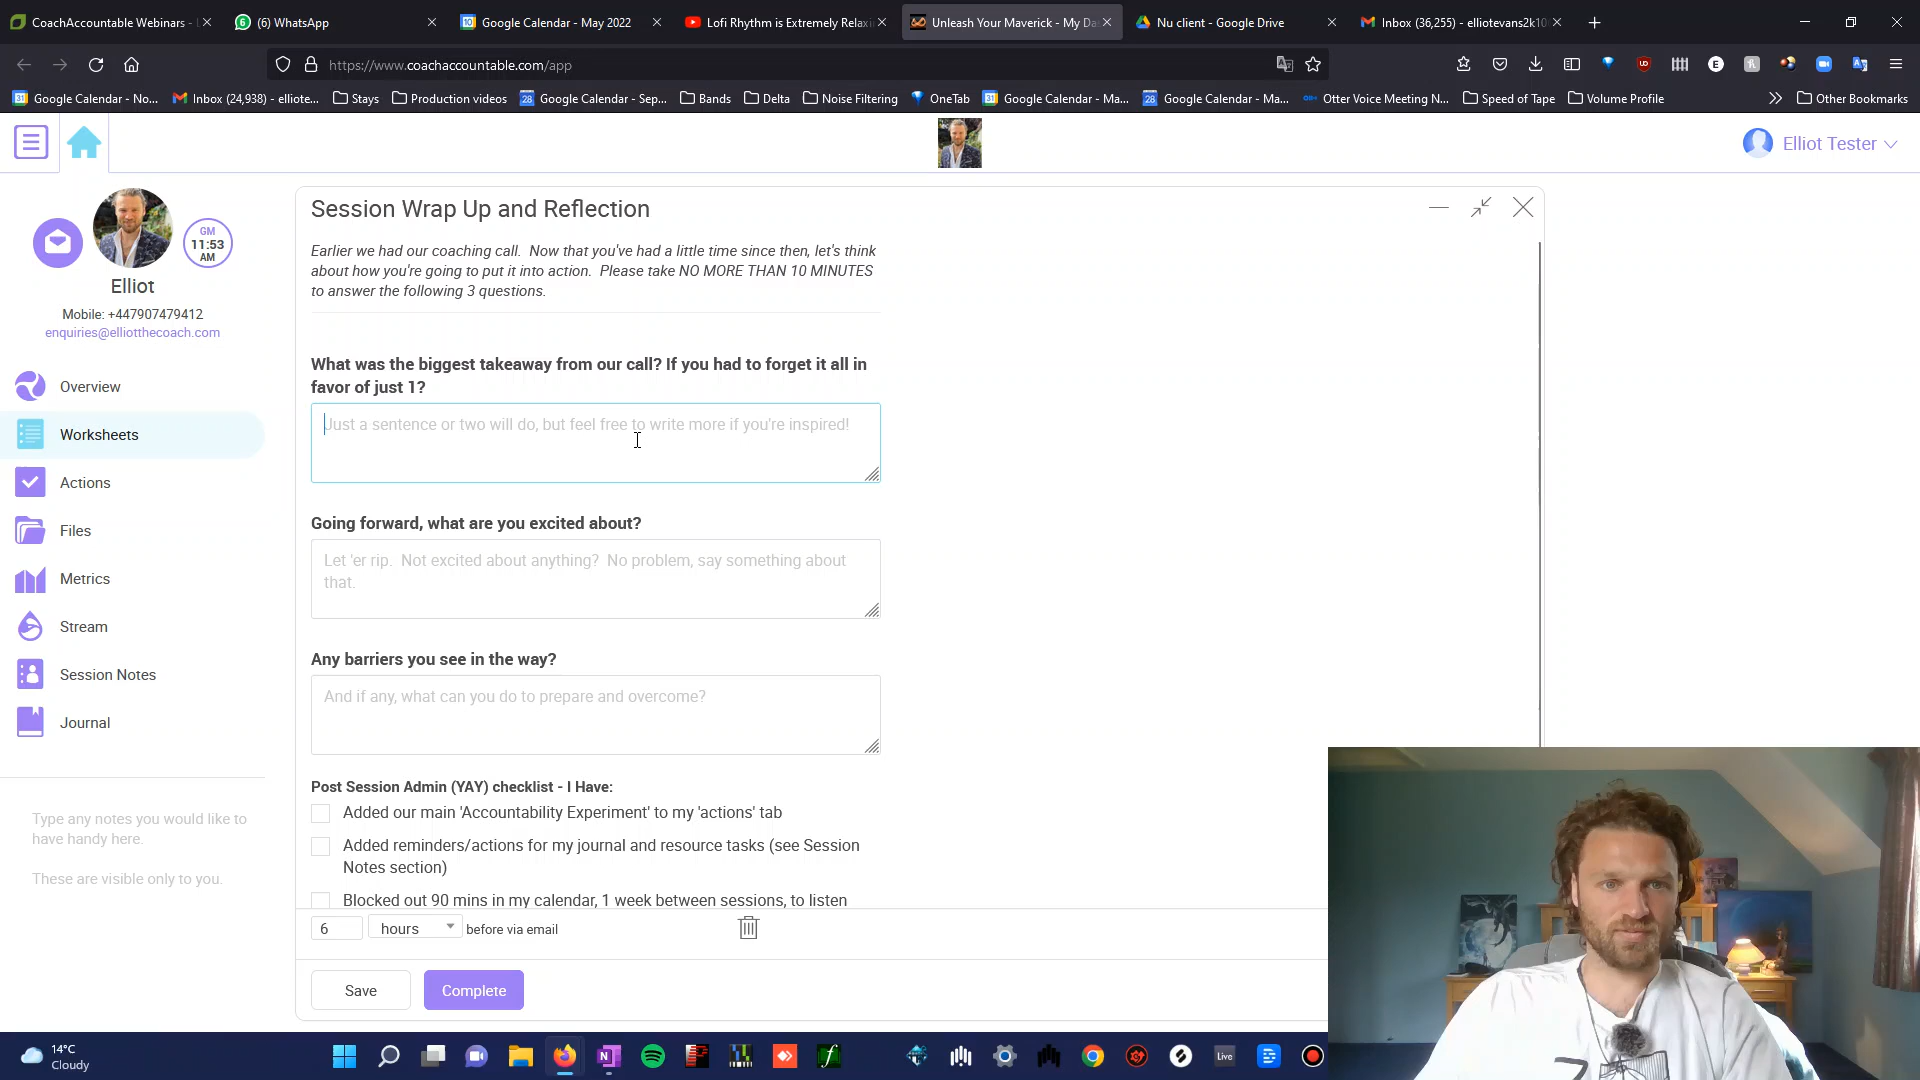 CoachAccountable Webinars -
(6) WhatsApp
Google Calendar - May 2022
Lofi Rhythm is Extremely Relaxi
Unleash Your Maverick - My Da
Nu client - Google Drive
Inbox (36,255) - elliotevans2k10
https://www.coachaccountable.com/app
Google Calendar - No...
Inbox (24,938) - elliote...
Stays
Production videos
Google Calendar - Sep...
Bands
Delta
Noise Filtering
OneTab
Google Calendar - Ma...
Google Calendar - Ma...
Otter Voice Meeting N...
Speed of Tape
Volume Profile
Other Bookmarks
Elliot Tester
GM
11:53
AM
Elliot
Mobile: +447907479412
enquiries@elliotthecoach.com
Overview
Worksheets
Actions
Files
Metrics
Stream
Session Notes
Journal
Type any notes you would like to
have handy here.
These are visible only to you.
Session Wrap Up and Reflection
Earlier we had our coaching call.  Now that you've had a little time since then, let's think
about how you're going to put it into action.  Please take NO MORE THAN 10 MINUTES
to answer the following 3 questions.
What was the biggest takeaway from our call? If you had to forget it all in
favor of just 1?
Just a sentence or two will do, but feel free to write more if you're inspired!
Going forward, what are you excited about?
Let 'er rip.  Not excited about anything?  No problem, say something about
that.
Any barriers you see in the way?
And if any, what can you do to prepare and overcome?
Post Session Admin (YAY) checklist - I Have:
Added our main 'Accountability Experiment' to my 'actions' tab
Added reminders/actions for my journal and resource tasks (see Session
Notes section)
Blocked out 90 mins in my calendar, 1 week between sessions, to listen
6
hours
before via email
Save
Complete
14°C
Cloudy
Live